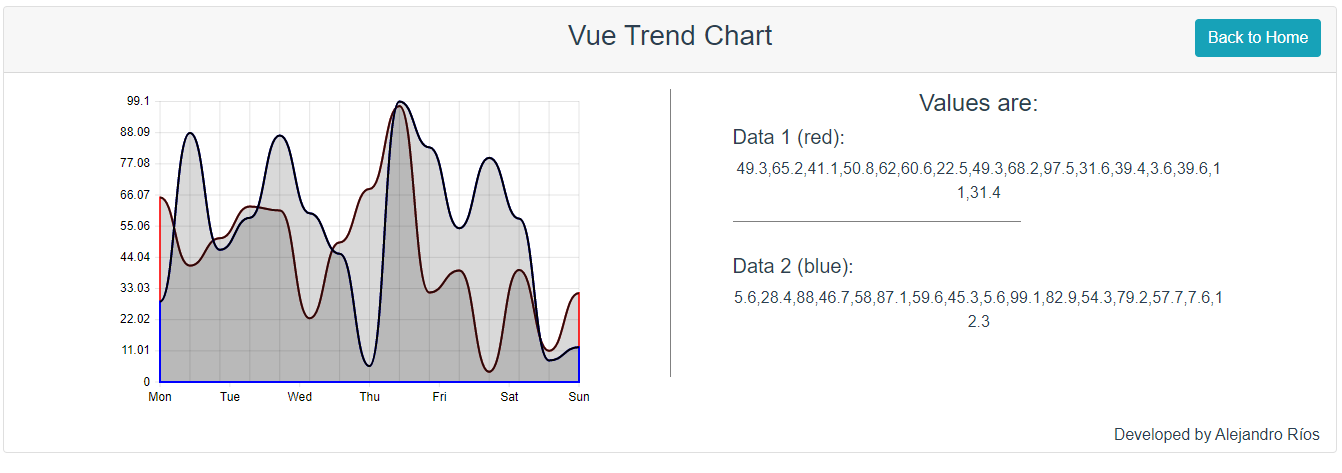 Vue Trend Chart
Back to Home
99.1
88.09
77.08
66.07
55.06
44.04
33.03
22.02
11.01
0
Mon Tue Wed Thu Fri Sat Sun
Values are:
Data 1 (red):
49.3,65.2,41.1,50.8,62,60.6,22.5,49.3,68.2,97.5,31.6,39.4,3.6,39.6,1
1,31.4
Data 2 (blue):
5.6,28.4,88,46.7,58,87.1,59.6,45.3,5.6,99.1,82.9,54.3,79.2,57.7,7.6,1
2.3
Developed by Alejandro Ríos